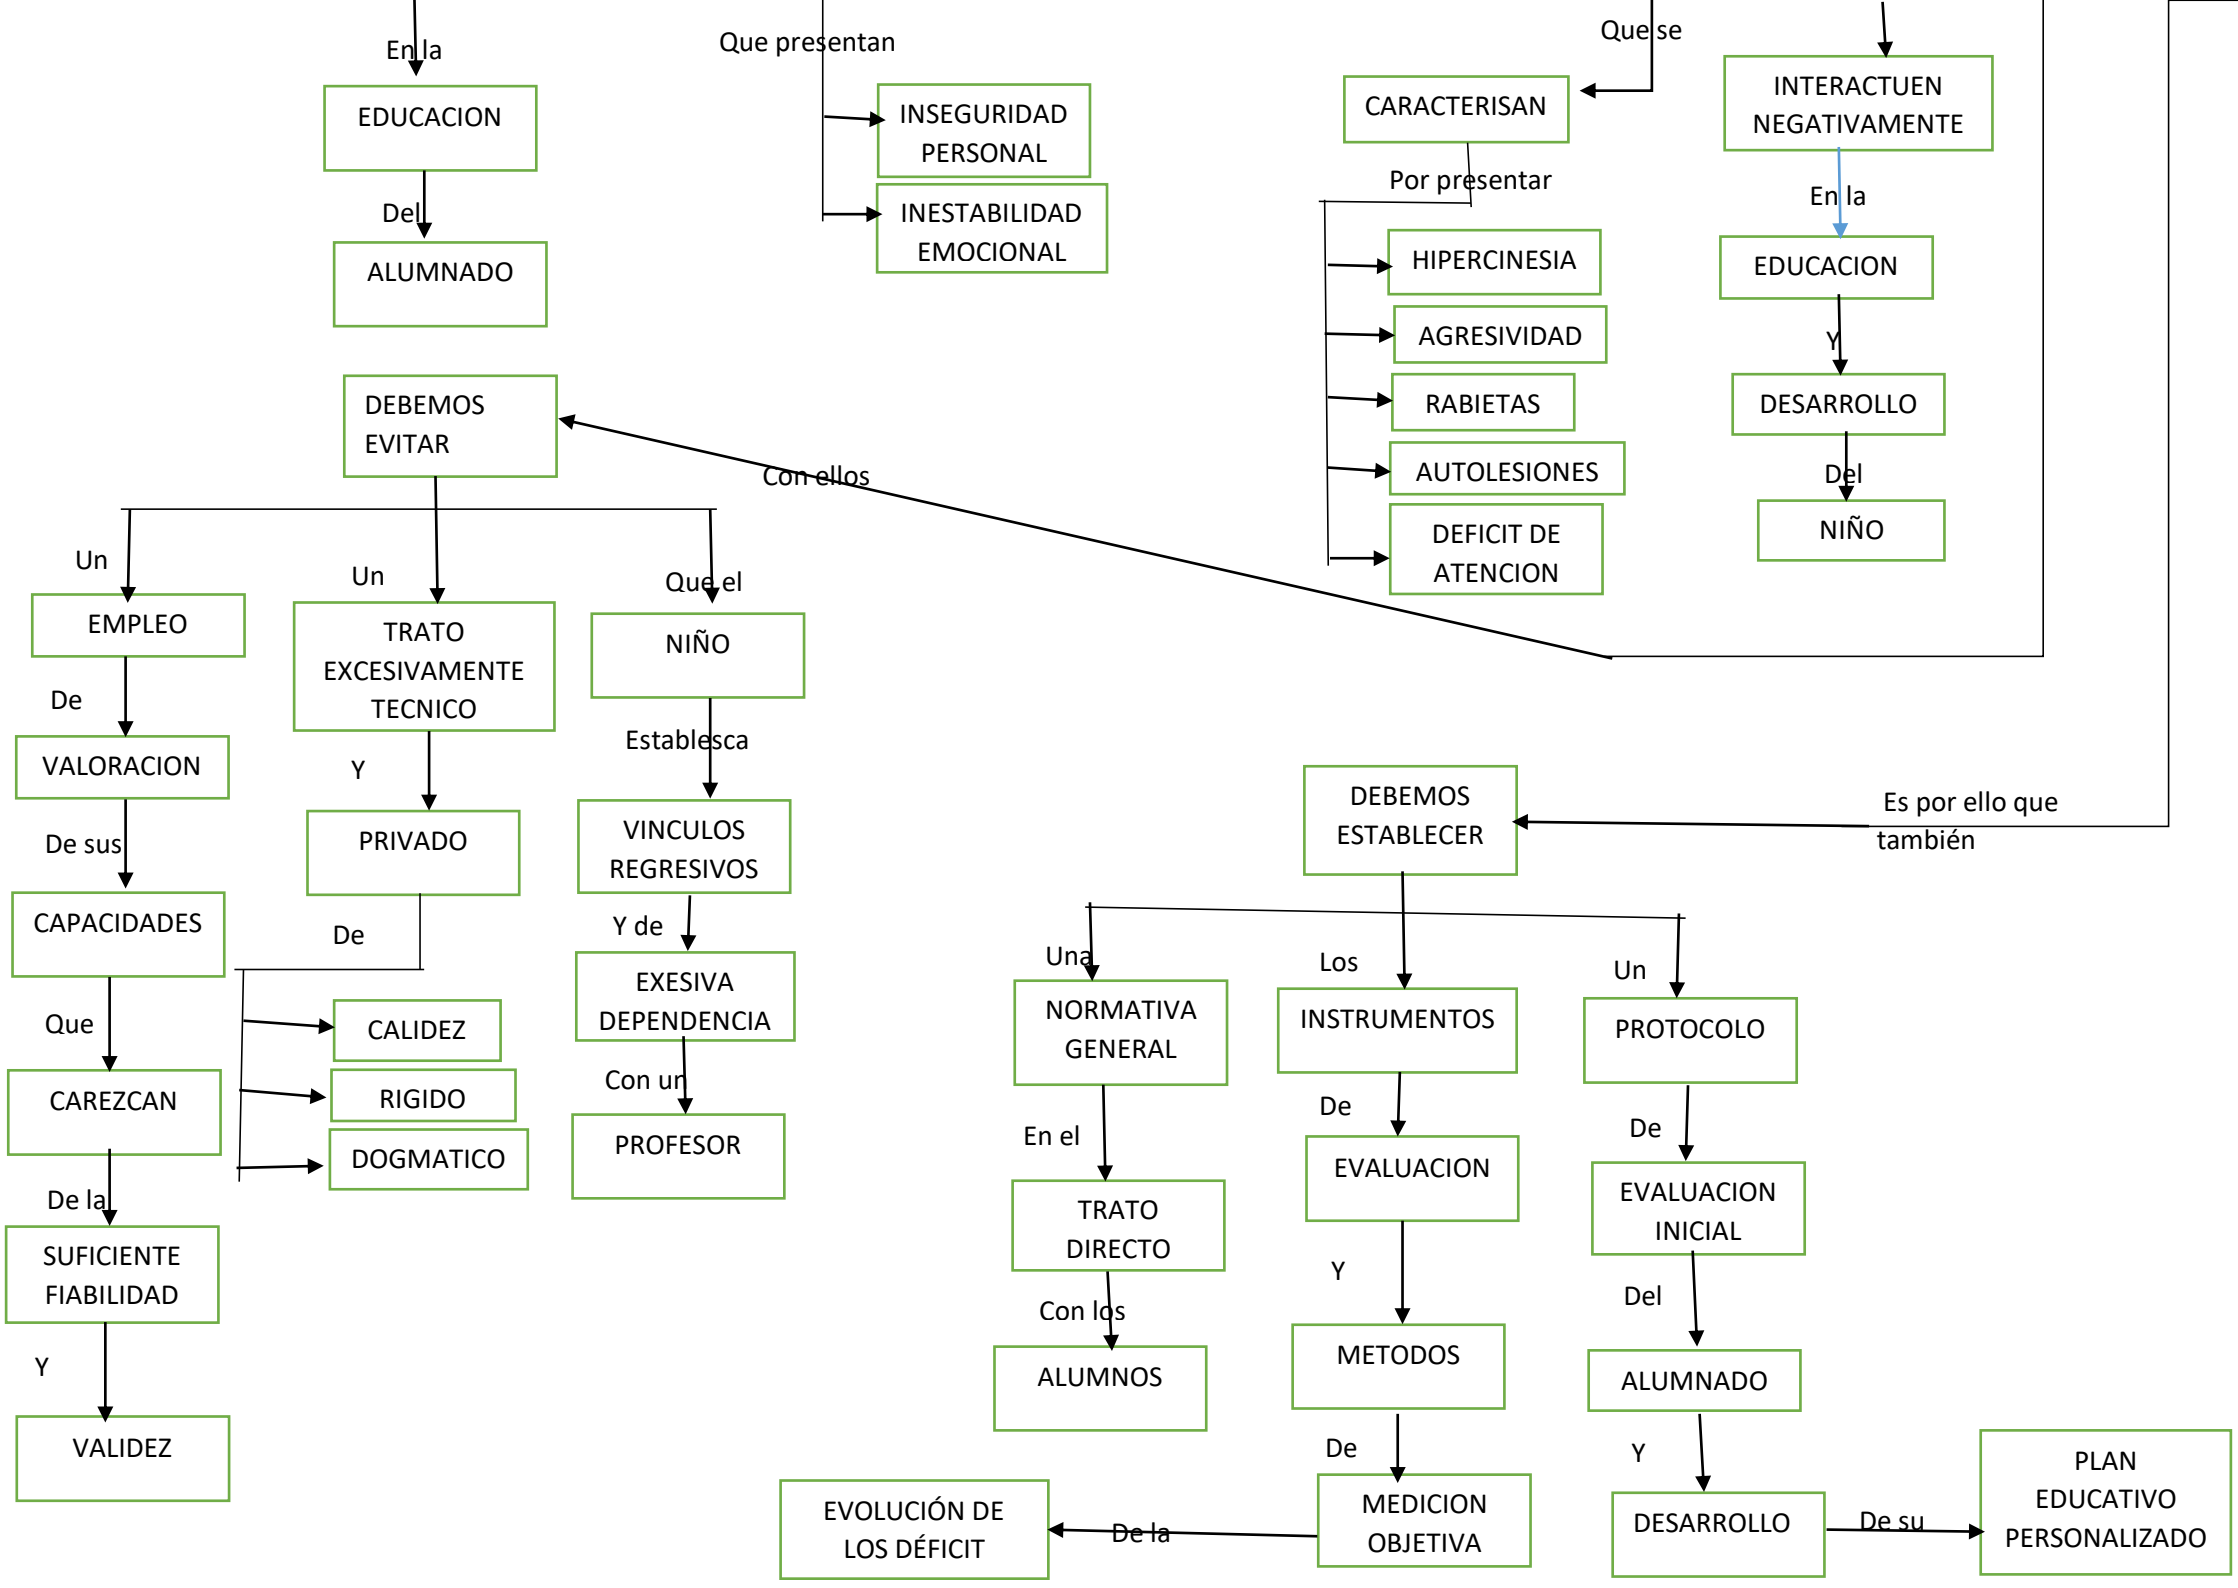 En la
EDUCACION
Del
ALUMNADO
Que presentan
INSEGURIDAD
PERSONAL
INESTABILIDAD
EMOCIONAL
Que se
CARACTERISAN
Por presentar
HIPERCINESIA
AGRESIVIDAD
RABIETAS
AUTOLESIONES
DEFICIT DE
ATENCION
INTERACTUEN
NEGATIVAMENTE
En la
EDUCACION
Y
DESARROLLO
Del
NIÑO
Con ellos
DEBEMOS
EVITAR
Un
EMPLEO
De
VALORACION
De sus
CAPACIDADES
Que
CAREZCAN
De la
SUFICIENTE
FIABILIDAD
Y
VALIDEZ
Un
TRATO
EXCESIVAMENTE
TECNICO
Y
PRIVADO
De
CALIDEZ
RIGIDO
DOGMATICO
Que el
NIÑO
Establesca
VINCULOS
REGRESIVOS
Y de
EXESIVA
DEPENDENCIA
Con un
PROFESOR
Es por ello que
también
DEBEMOS
ESTABLECER
Una
NORMATIVA
GENERAL
En el
TRATO
DIRECTO
Con los
ALUMNOS
Los
INSTRUMENTOS
De
EVALUACION
Y
METODOS
De
MEDICION
OBJETIVA
De la
EVOLUCIÓN DE
LOS DÉFICIT
Un
PROTOCOLO
De
EVALUACION
INICIAL
Del
ALUMNADO
Y
DESARROLLO
De su
PLAN
EDUCATIVO
PERSONALIZADO